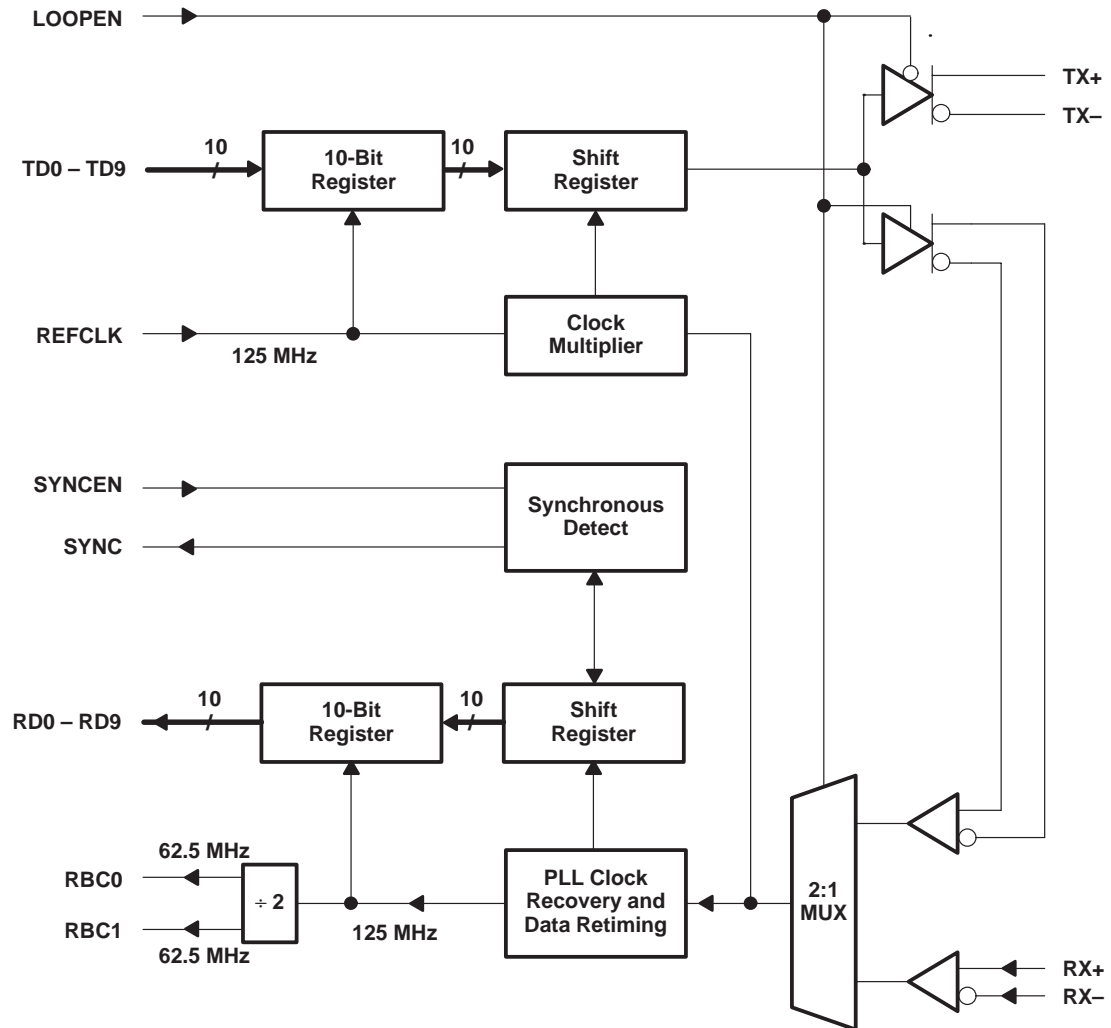 LOOPEN
TX+
TX–
TD0 – TD9
10
10-Bit
Register
10
Shift
Register
REFCLK
125 MHz
Clock
Multiplier
SYNCEN
SYNC
Synchronous
Detect
RD0 – RD9
10
10-Bit
Register
10
Shift
Register
RBC0
62.5 MHz
RBC1
62.5 MHz
÷ 2
125 MHz
PLL Clock
Recovery and
Data Retiming
2:1
MUX
RX+
RX–